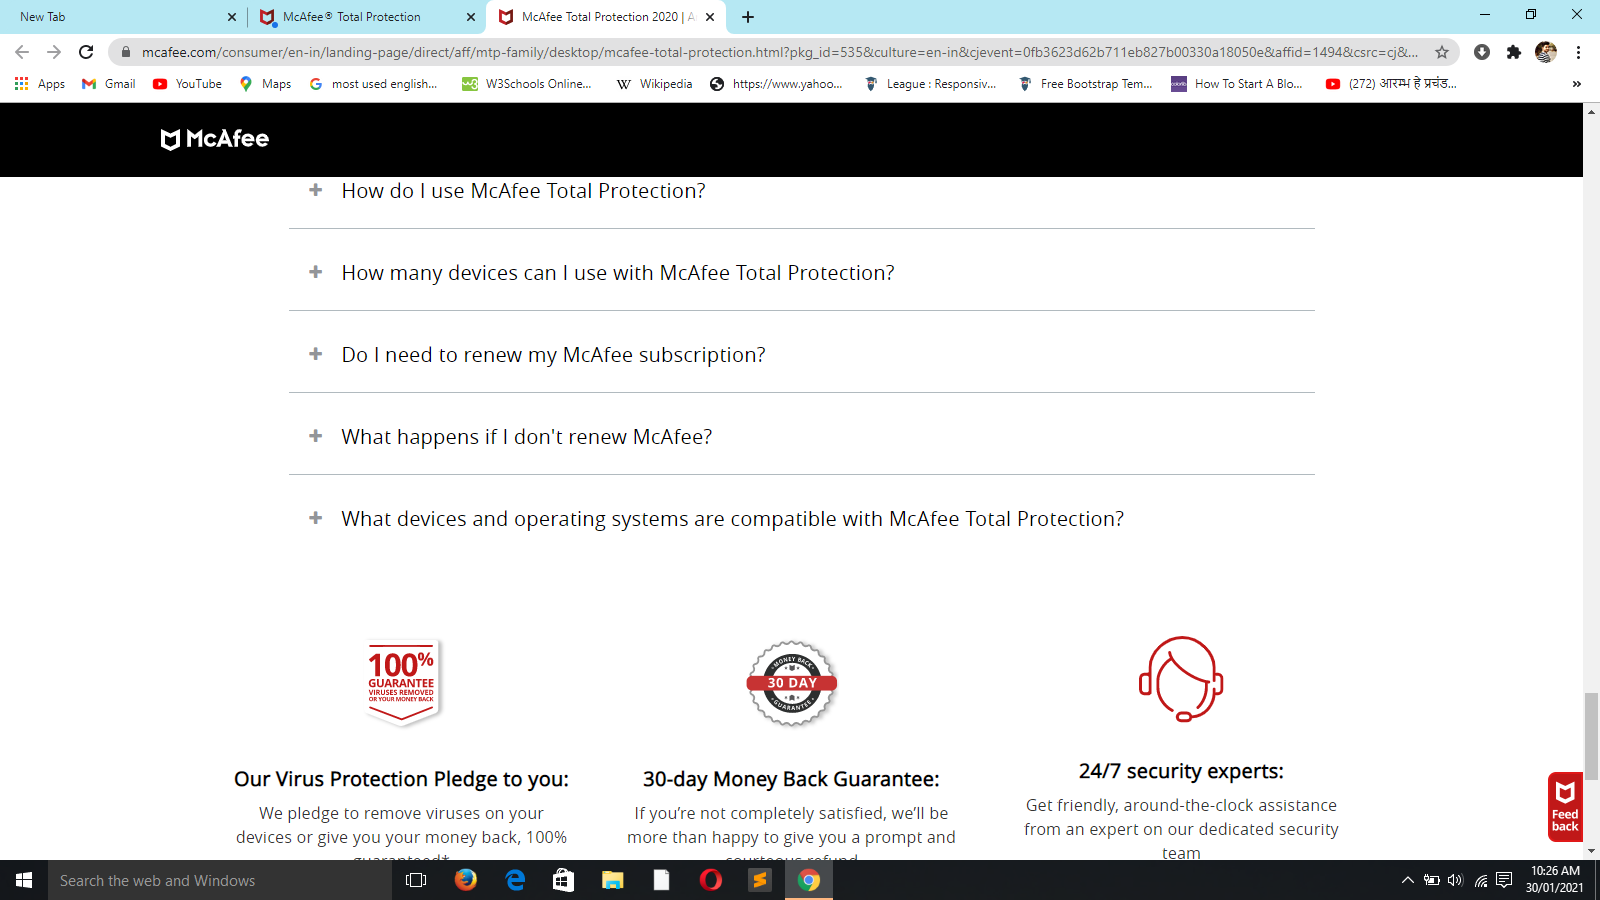 New Tab
McAfee® Total Protection
McAfee Total Protection 2020 |
mcafee.com/consumer/en-in/landing-page/direct/aff/mtp-family/desktop/mcafee-total-protection.html?pkg_id=535&culture=en-in&cjevent=0fb3623d62b711eb827b00330a18050e&affid=1494&csrc=cj&...
Apps
Gmail
YouTube
Maps
most used english...
W3Schools Online...
Wikipedia
https://www.yahoo...
League : Responsiv...
Free Bootstrap Tem...
How To Start A Blo...
(272) आरम्भ हे प्रचंड...
McAfee
How do I use McAfee Total Protection?
How many devices can I use with McAfee Total Protection?
Do I need to renew my McAfee subscription?
What happens if I don't renew McAfee?
What devices and operating systems are compatible with McAfee Total Protection?
100%
GUARANTEE
VIRUSES REMOVED
OR YOUR MONEY BACK
MONEY BACK
30 DAY
GUARANTEE
Our Virus Protection Pledge to you:
We pledge to remove viruses on your
devices or give you your money back, 100%
guaranteed*
30-day Money Back Guarantee:
If you’re not completely satisfied, we’ll be
more than happy to give you a prompt and
courteous refund
24/7 security experts:
Get friendly, around-the-clock assistance
from an expert on our dedicated security
team
Feed
back
Search the web and Windows
10:26 AM
30/01/2021